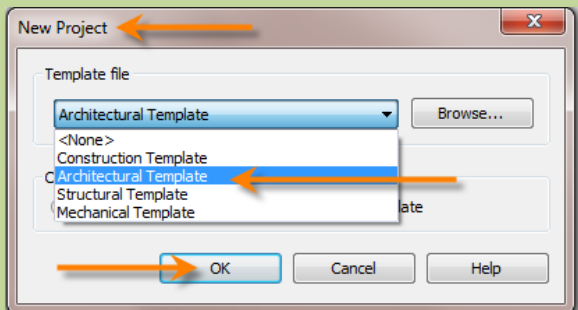 New Project
X
Template file
Architectural Template
Browse...
<None>
Construction Template
Architectural Template
Structural Template
Mechanical Template
OK
Cancel
Help